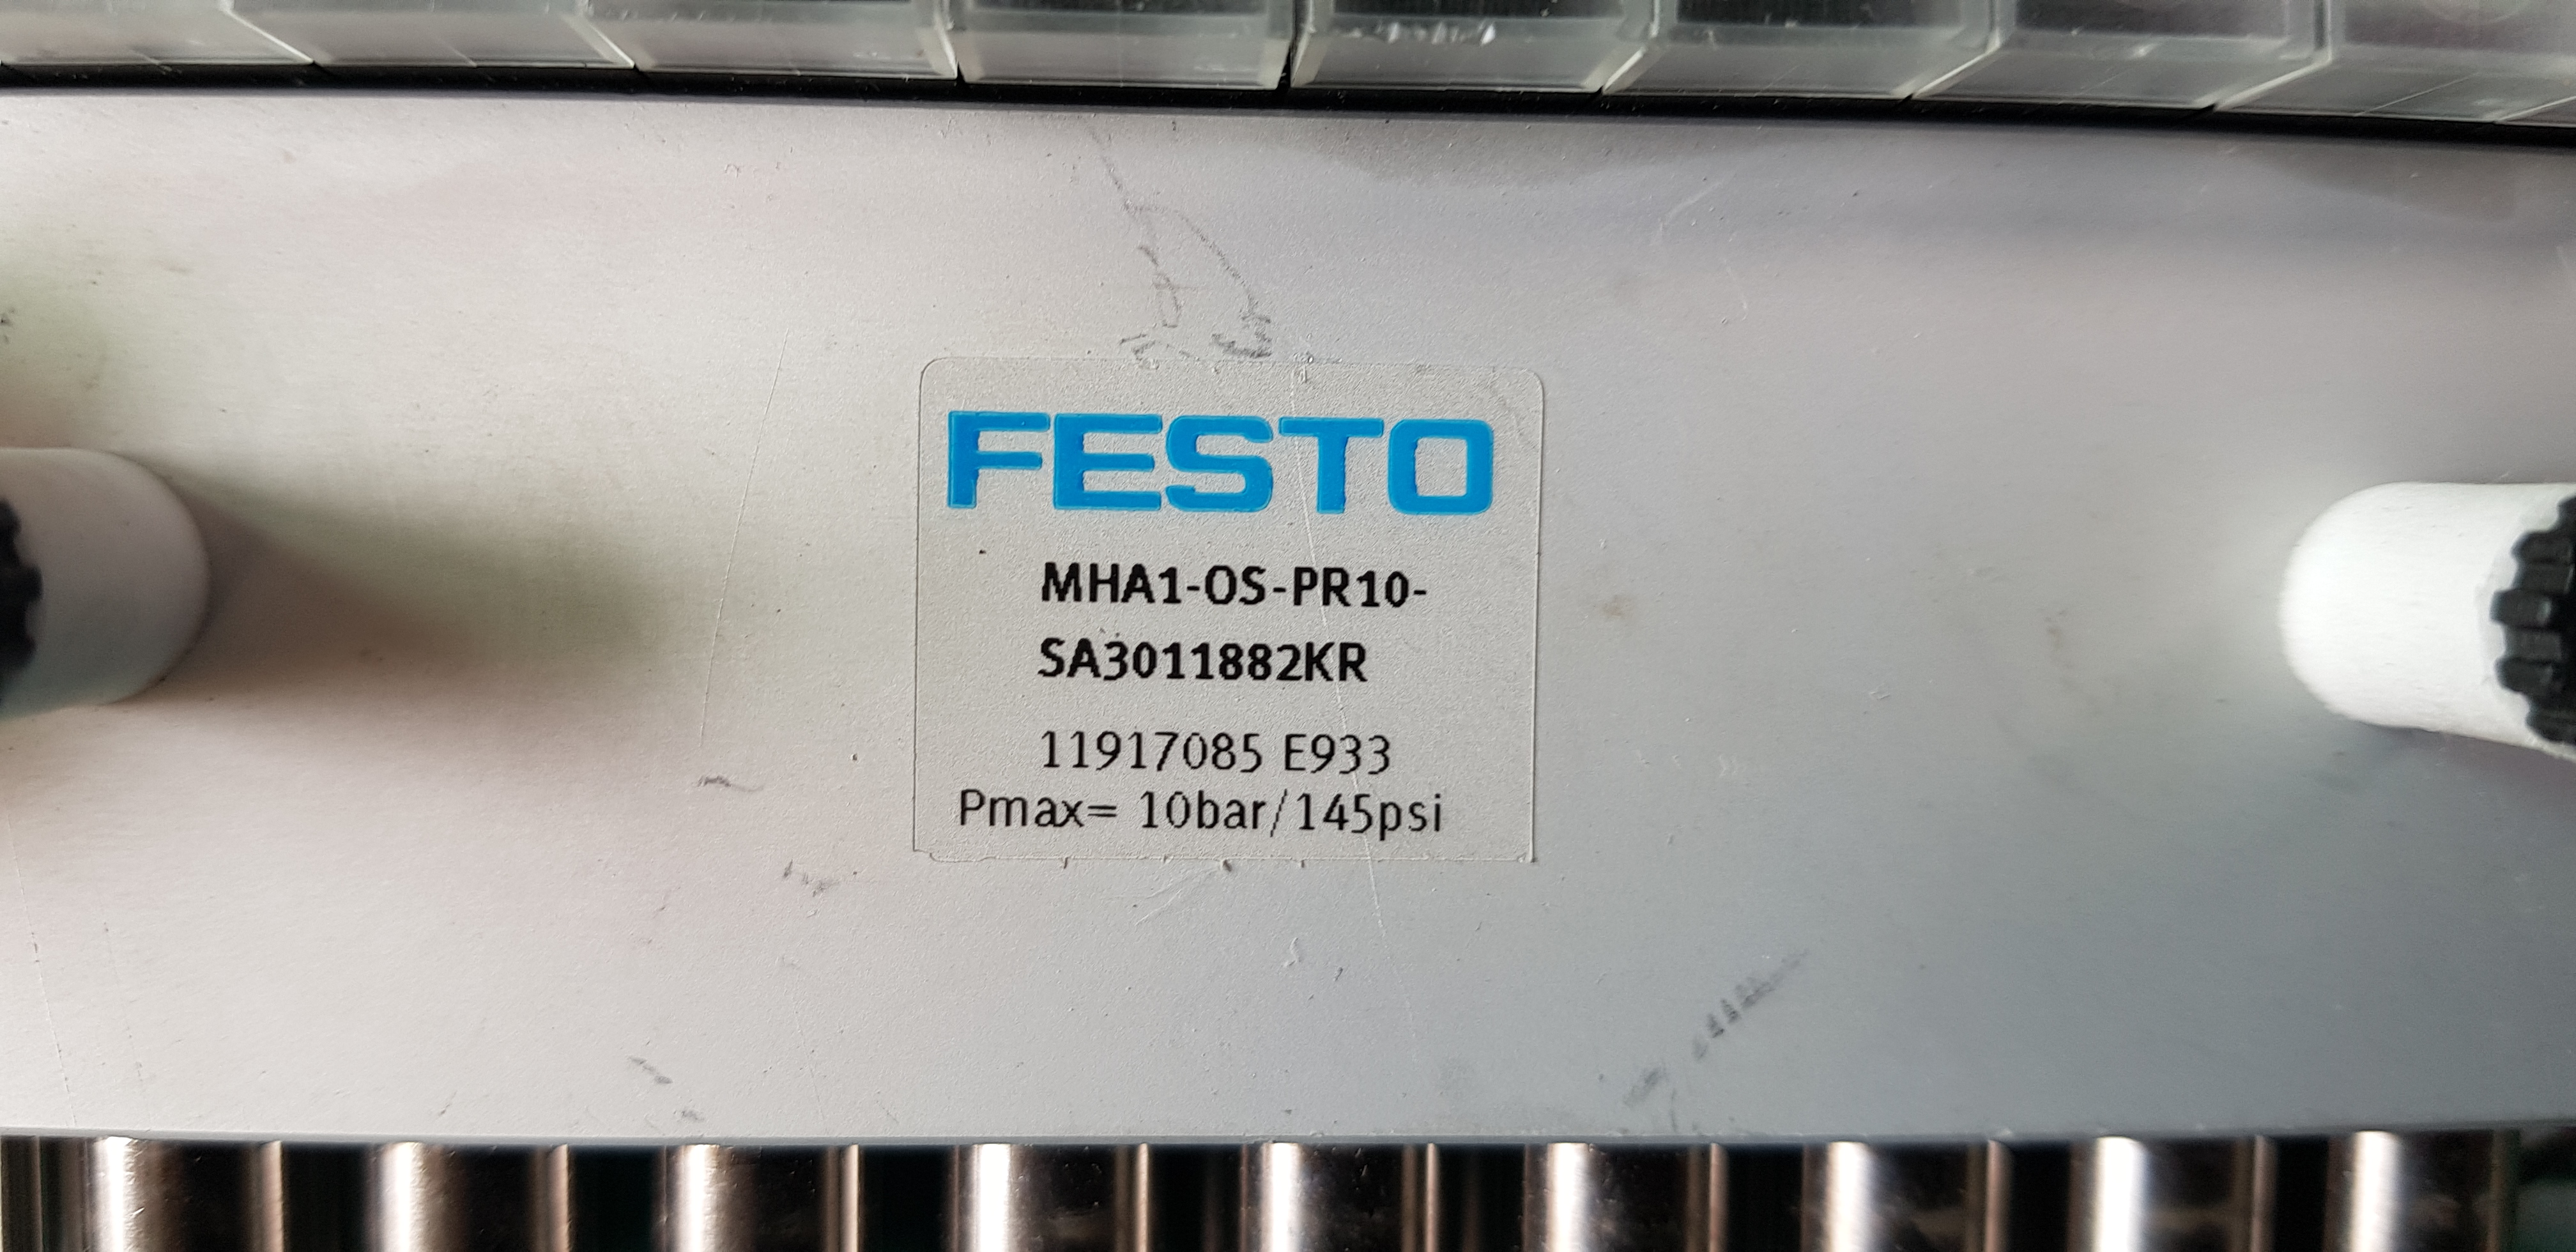 FESTO
MHA1-OS-PR10-
SA3011882KR
11917085 E933
Pmax= 10bar/145psi